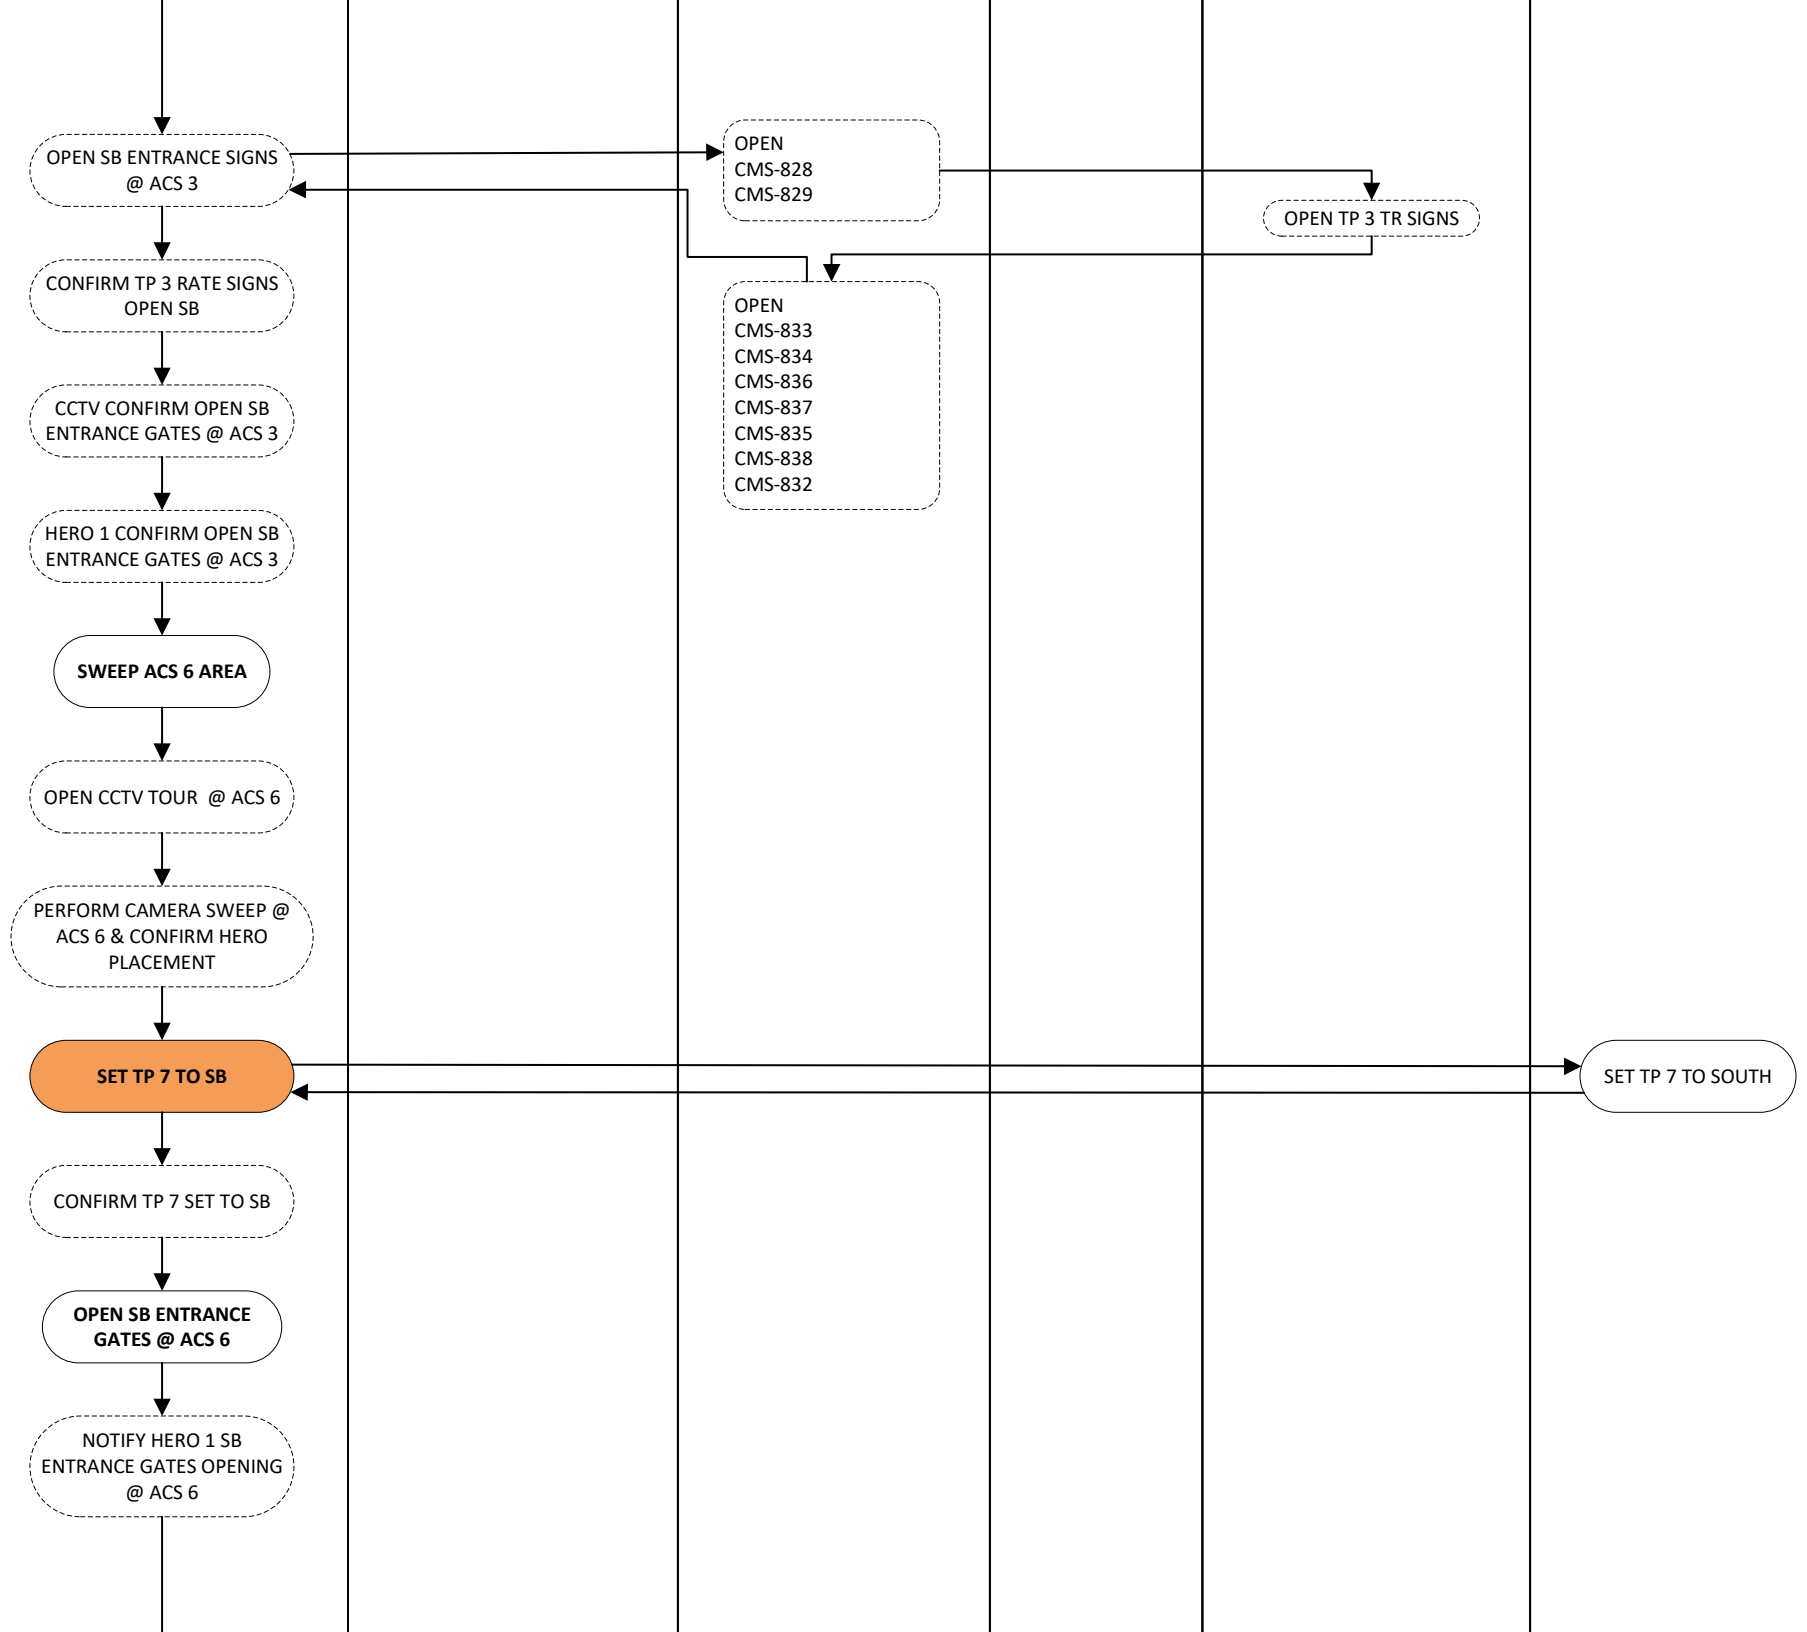 OPEN SB ENTRANCE SIGNS
@ ACS 3
OPEN
CMS-828
CMS-829
OPEN TP 3 TR SIGNS
CONFIRM TP 3 RATE SIGNS
OPEN SB
OPEN
CMS-833
CMS-834
CMS-836
CMS-837
CMS-835
CMS-838
CMS-832
CCTV CONFIRM OPEN SB
ENTRANCE GATES @ ACS 3
HERO 1 CONFIRM OPEN SB
ENTRANCE GATES @ ACS 3
SWEEP ACS 6 AREA
OPEN CCTV TOUR  @ ACS 6
PERFORM CAMERA SWEEP @
ACS 6 & CONFIRM HERO
PLACEMENT
SET TP 7 TO SB
SET TP 7 TO SOUTH
CONFIRM TP 7 SET TO SB
OPEN SB ENTRANCE
GATES @ ACS 6
NOTIFY HERO 1 SB
ENTRANCE GATES OPENING
@ ACS 6